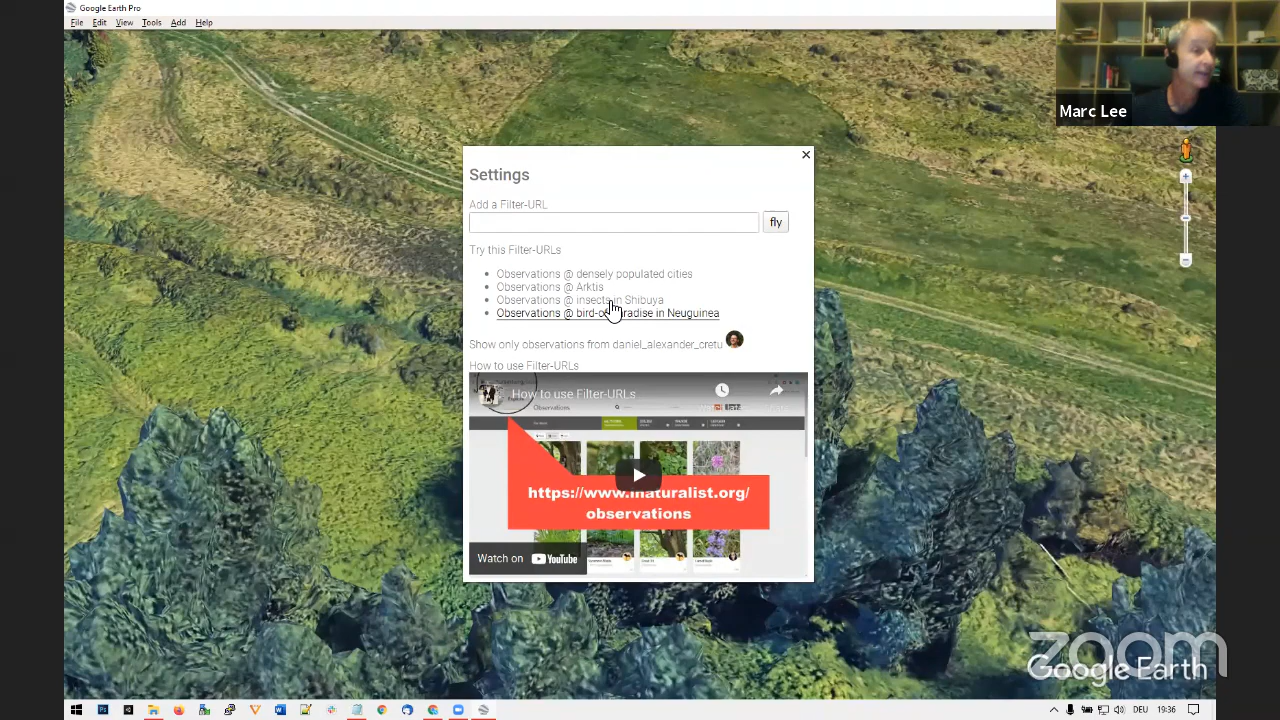 Google Earth Pro
File Edit View Tools Add Help
Marc Lee
Settings
Add a Filter-URL
fly
Try this Filter-URLs
Observations @ densely populated cities
Observations @ Arktis
Observations @ insects in Shibuya
Observations @ bird-of-paradise in Neuguinea
Show only observations from daniel_alexander_cretu
How to use Filter-URLs
How to use Filter-URLs
Observations
https://www.inaturalist.org/
observations
Watch on YouTube
zoom
Google Earth
DEU 19:36